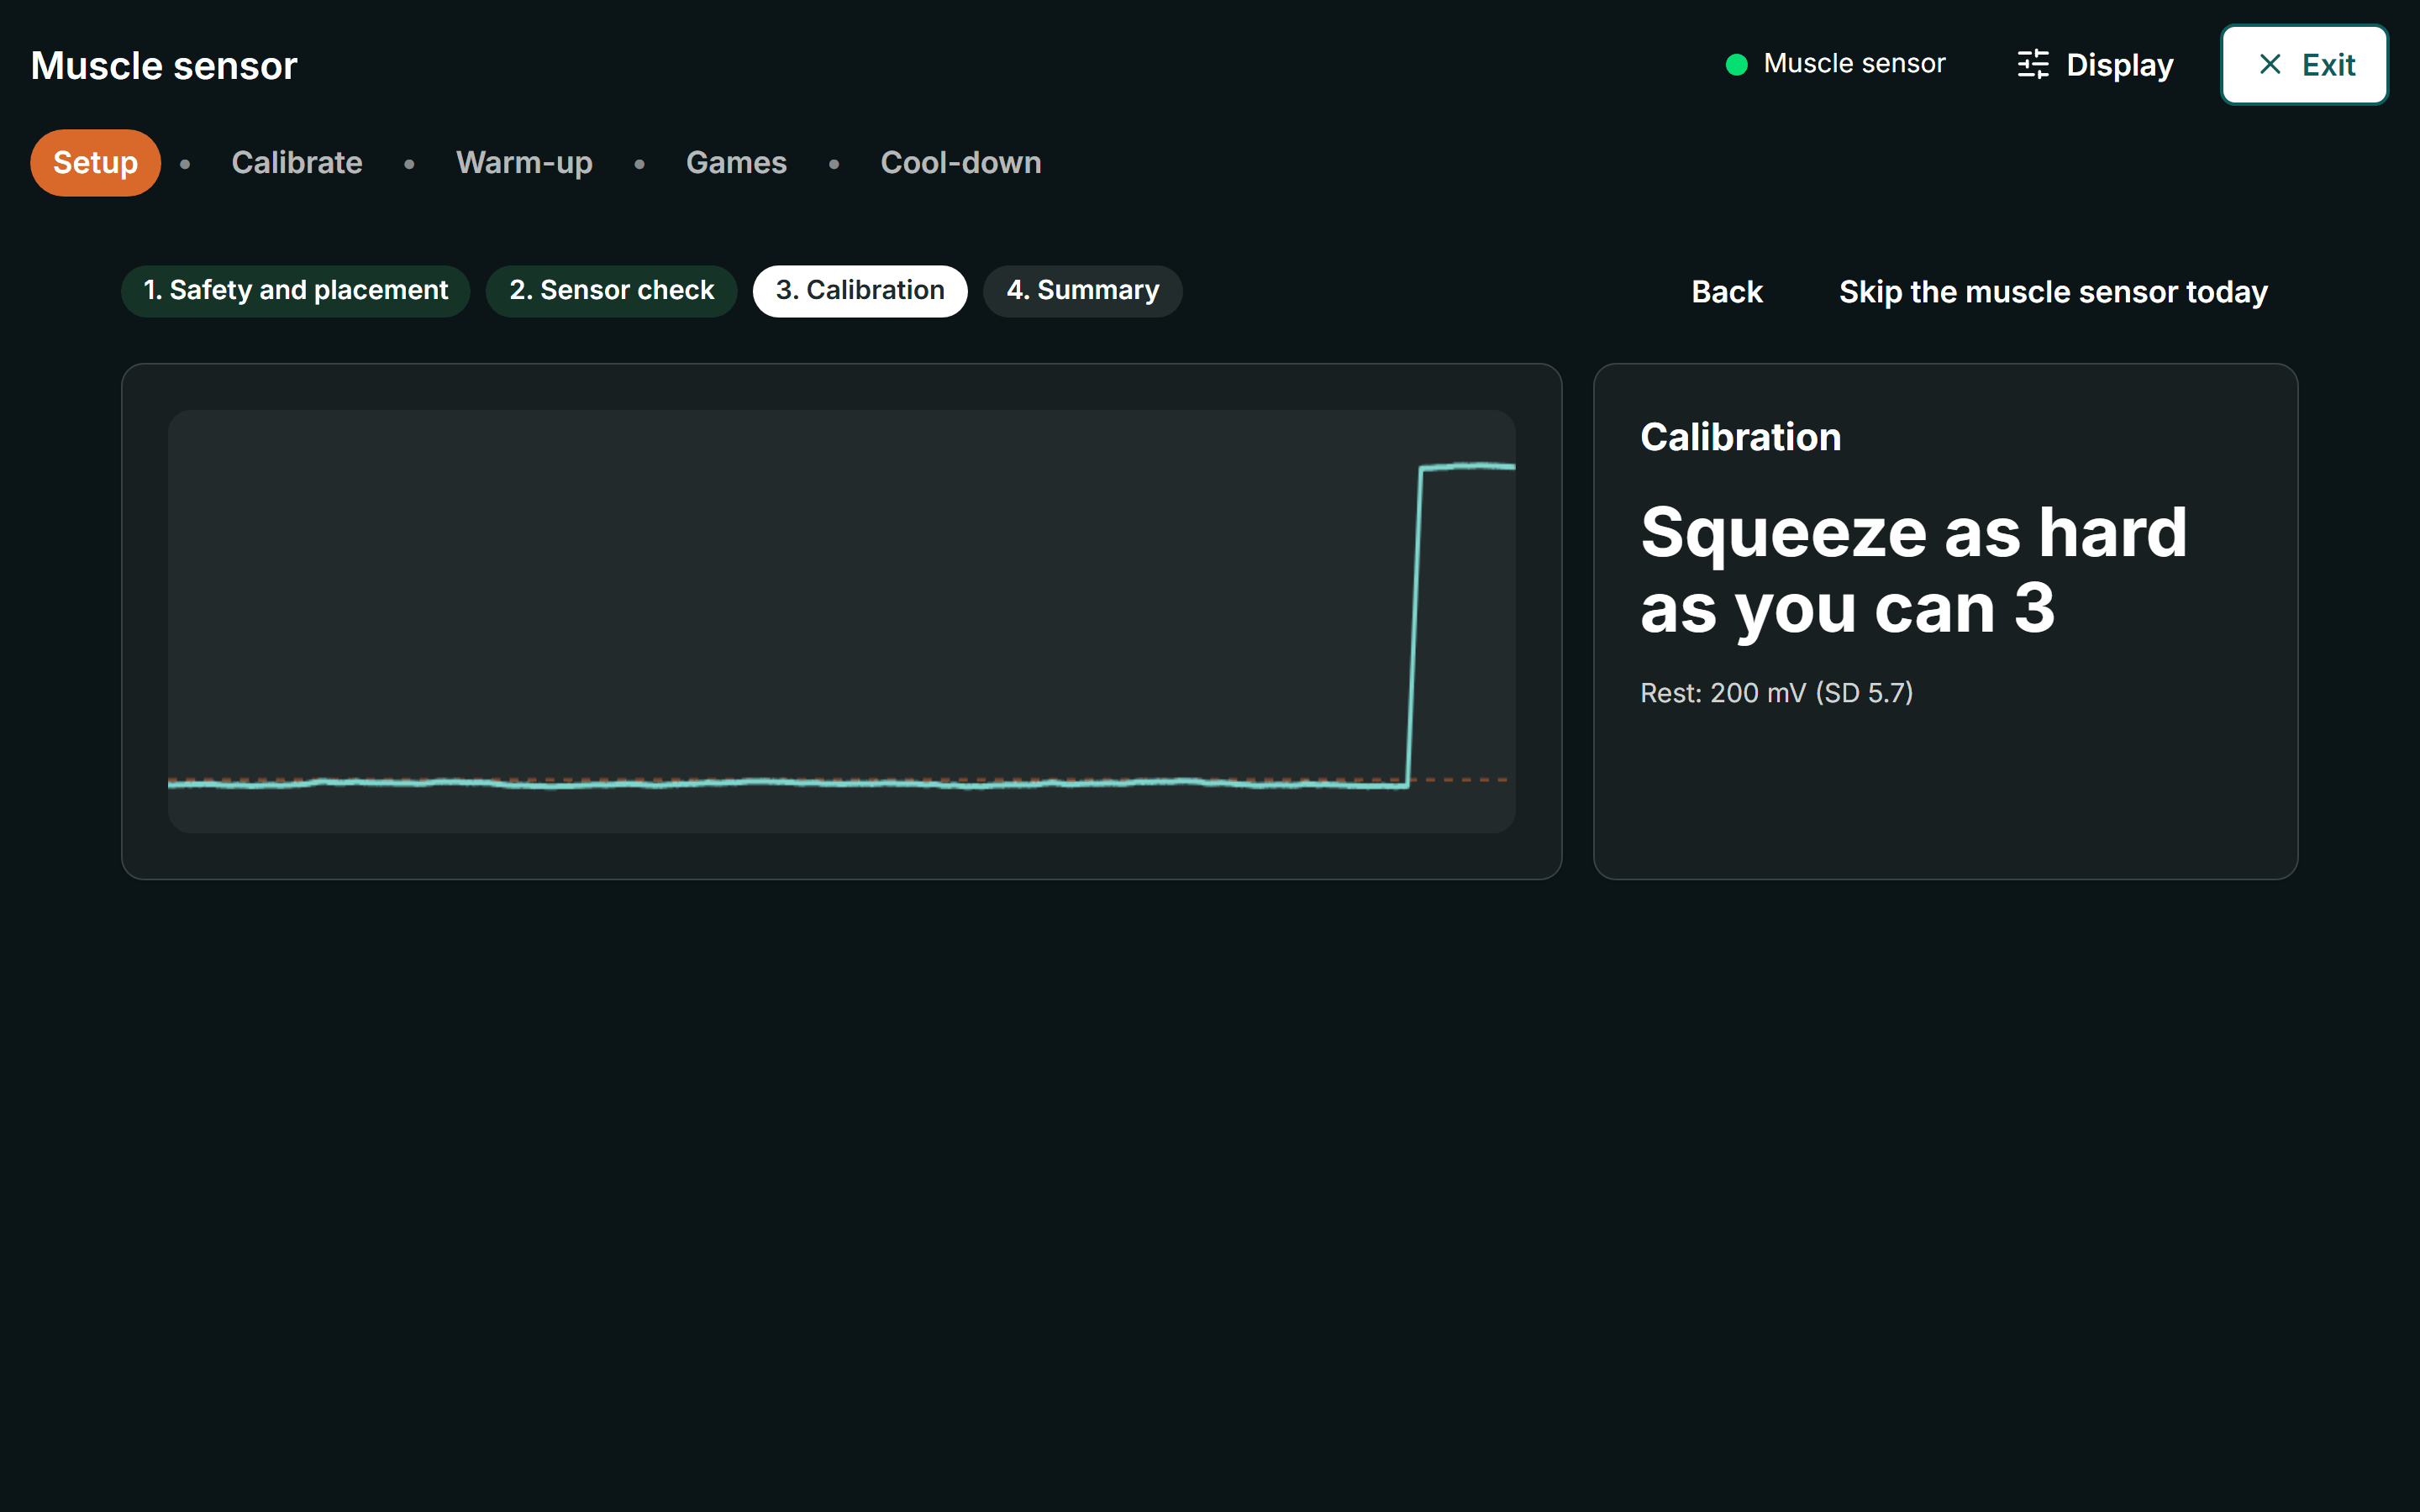 Muscle sensor
Muscle sensor
Display
Exit
Setup
Calibrate
Warm-up
Games
Cool-down
1. Safety and placement
2. Sensor check
3. Calibration
4. Summary
Back
Skip the muscle sensor today
Calibration
Squeeze as hard
as you can 3
Rest: 200 mV (SD 5.7)